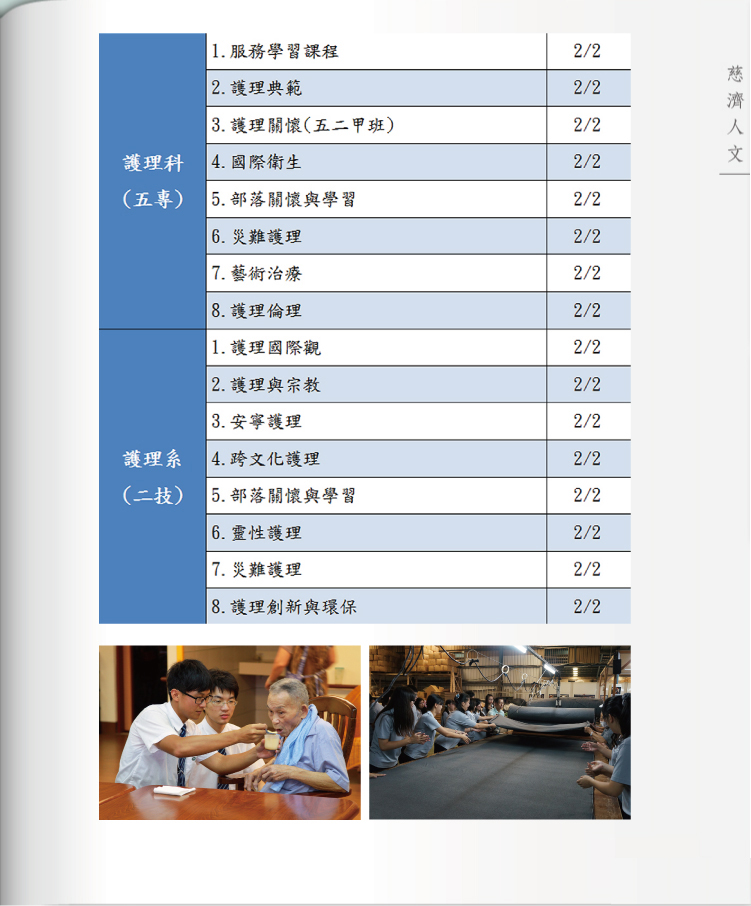 慈濟人文
護理科
(五專)
1.服務學習課程 2/2
2.護理典範 2/2
3.護理關懷(五二甲班) 2/2
4.國際衛生 2/2
5.部落關懷與學習 2/2
6.災難護理 2/2
7.藝術治療 2/2
8.護理倫理 2/2
護理系
(二技)
1.護理國際觀 2/2
2.護理與宗教 2/2
3.安寧護理 2/2
4.跨文化護理 2/2
5.部落關懷與學習 2/2
6.靈性護理 2/2
7.災難護理 2/2
8.護理創新與環保 2/2